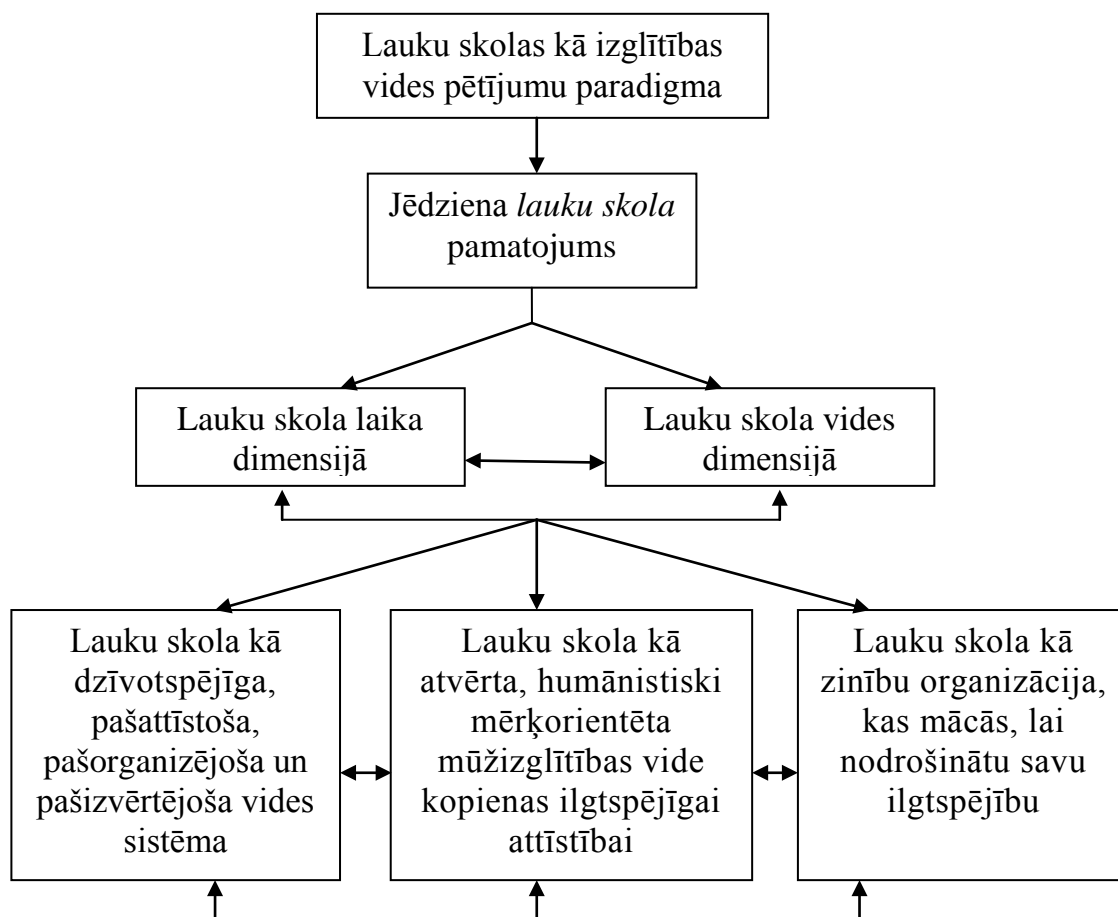 Lauku skolas kā izglītības
vides pētījumu paradigma
Jēdziena lauku skola
pamatojums
Lauku skola laika
dimensijā
Lauku skola vides
dimensijā
Lauku skola kā
dzīvotspējīga,
pašattīstoša,
pašorganizējoša un
pašizvērtējoša vides
sistēma
Lauku skola kā
atvērta, humānistiski
mērķorientēta
mūžizglītības vide
kopienas ilgtspējīgai
attīstībai
Lauku skola kā
zinību organizācija,
kas mācās, lai
nodrošinātu savu
ilgtspējību